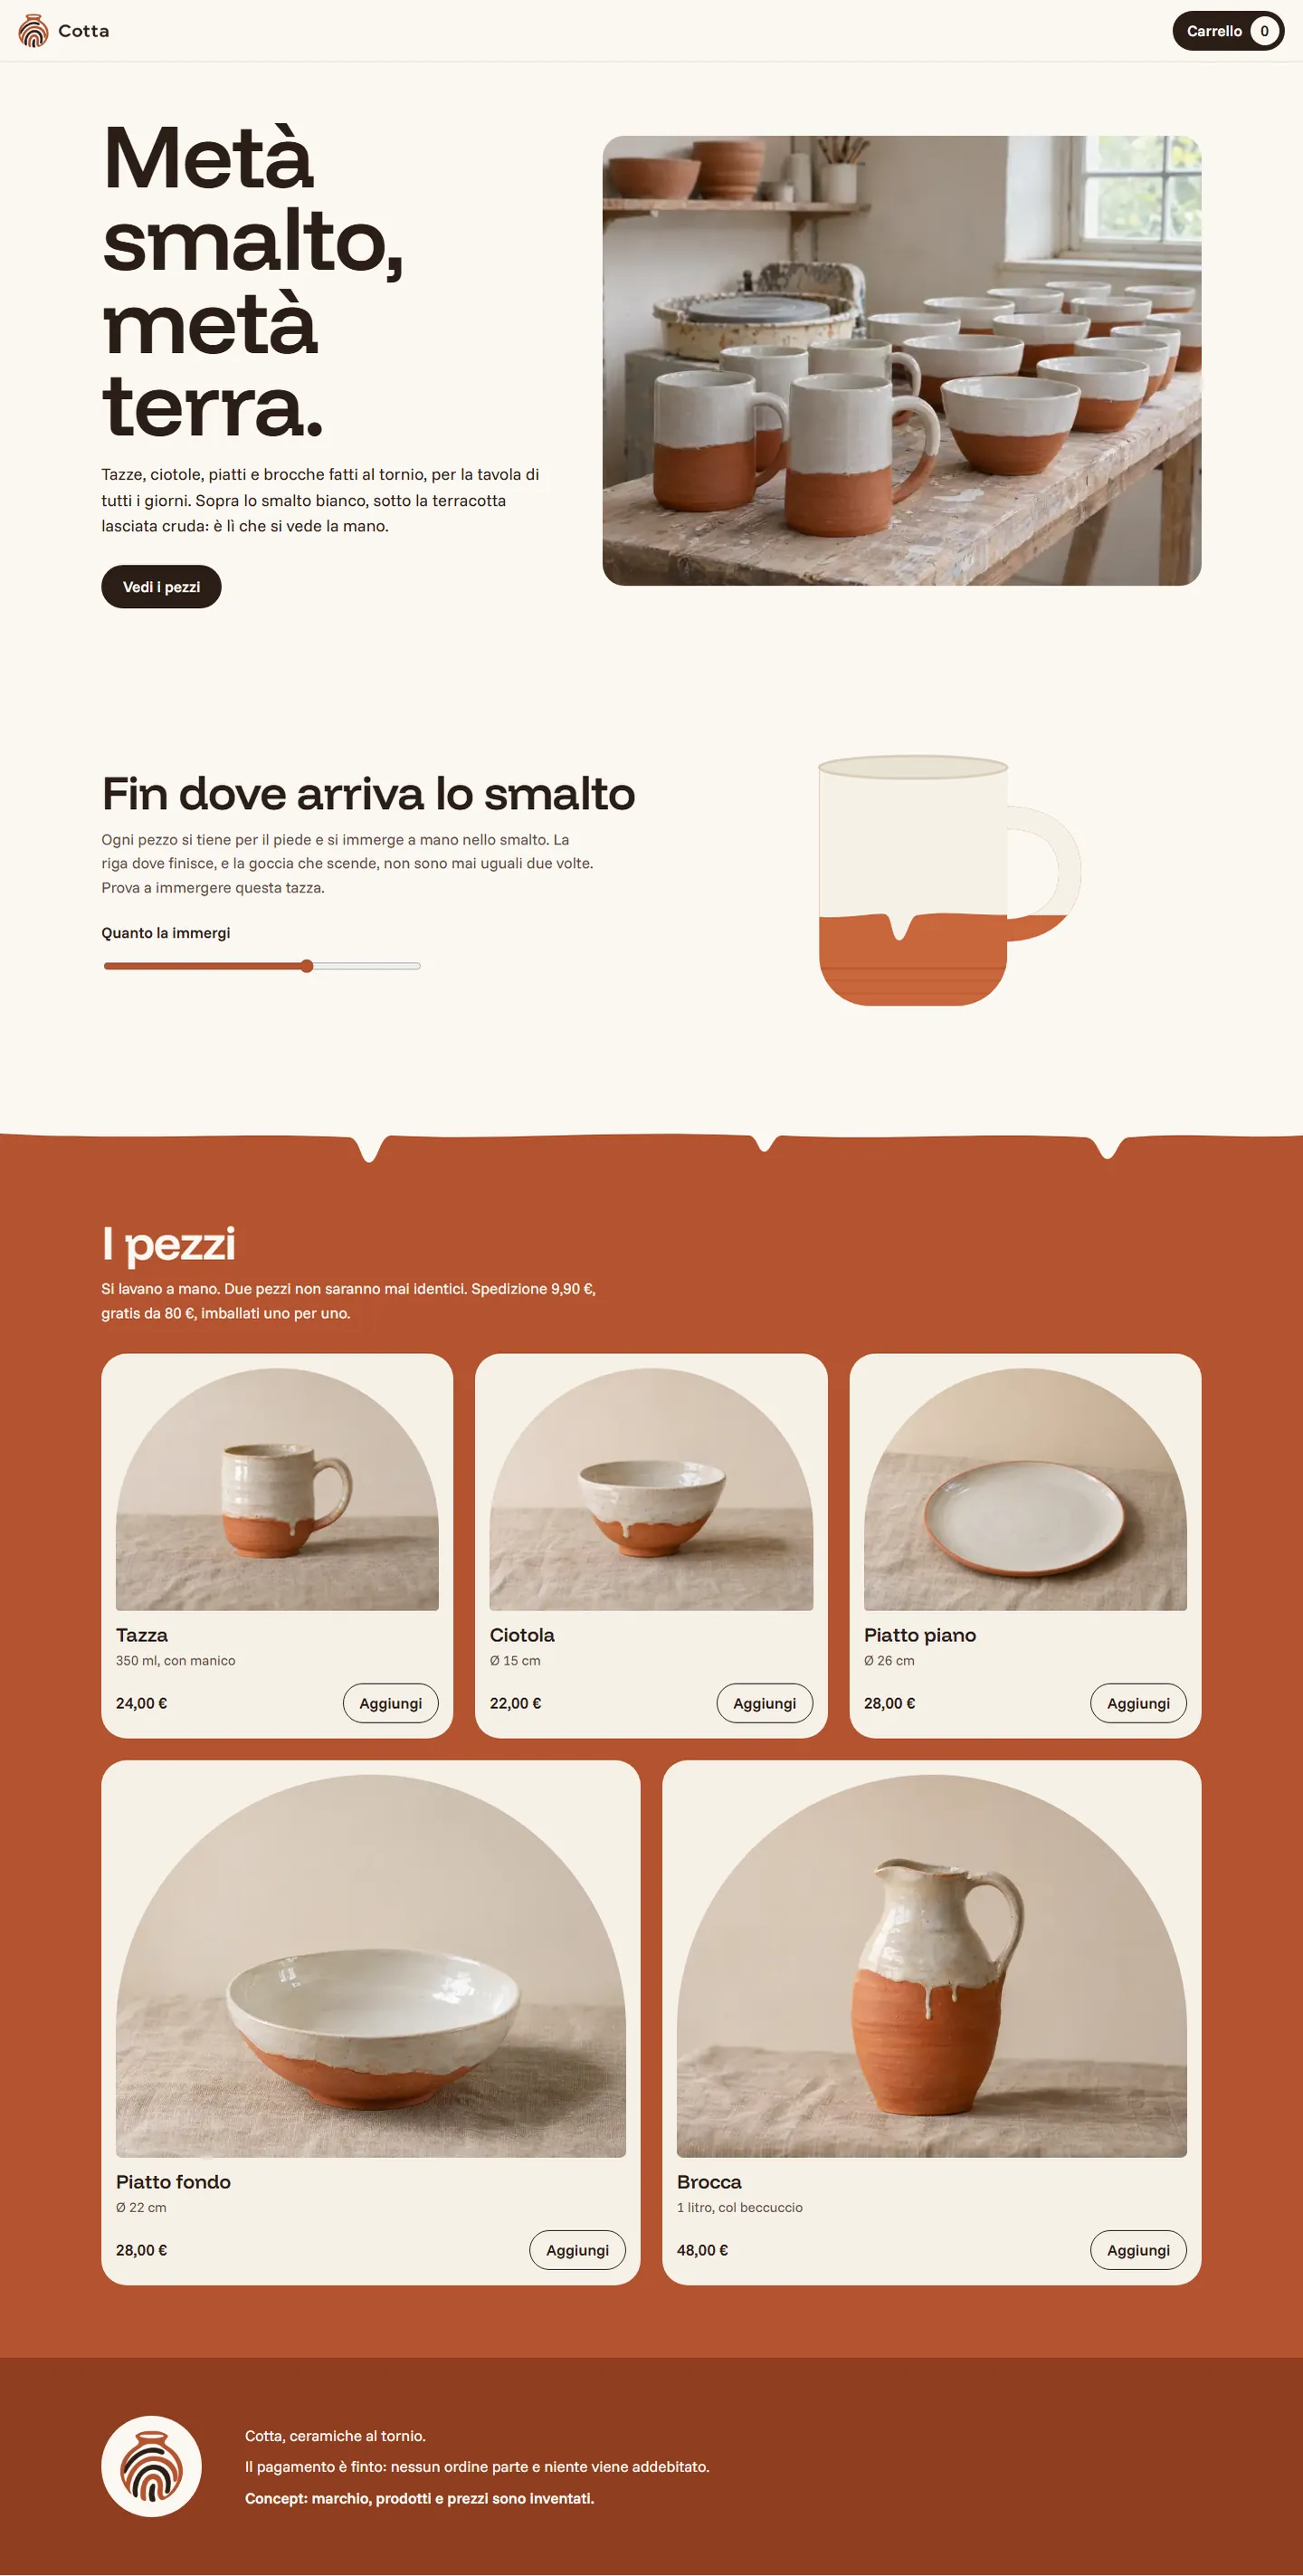 Cotta
Carrello 0
Metà
smalto,
metà
terra.
Tazze, ciotole, piatti e brocche fatti al tornio, per la tavola di
tutti i giorni. Sopra lo smalto bianco, sotto la terracotta
lasciata cruda: è lì che si vede la mano.
Vedi i pezzi
Fin dove arriva lo smalto
Ogni pezzo si tiene per il piede e si immerge a mano nello smalto. La
riga dove finisce, e la goccia che scende, non sono mai uguali due volte.
Prova a immergere questa tazza.
Quanto la immergi
I pezzi
Si lavano a mano. Due pezzi non saranno mai identici. Spedizione 9,90 €,
gratis da 80 €, imballati uno per uno.
Tazza
350 ml, con manico
24,00 € Aggiungi
Ciotola
Ø 15 cm
22,00 € Aggiungi
Piatto piano
Ø 26 cm
28,00 € Aggiungi
Piatto fondo
Ø 22 cm
28,00 € Aggiungi
Brocca
1 litro, col beccuccio
48,00 € Aggiungi
Cotta, ceramiche al tornio.
Il pagamento è finto: nessun ordine parte e niente viene addebitato.
Concept: marchio, prodotti e prezzi sono inventati.